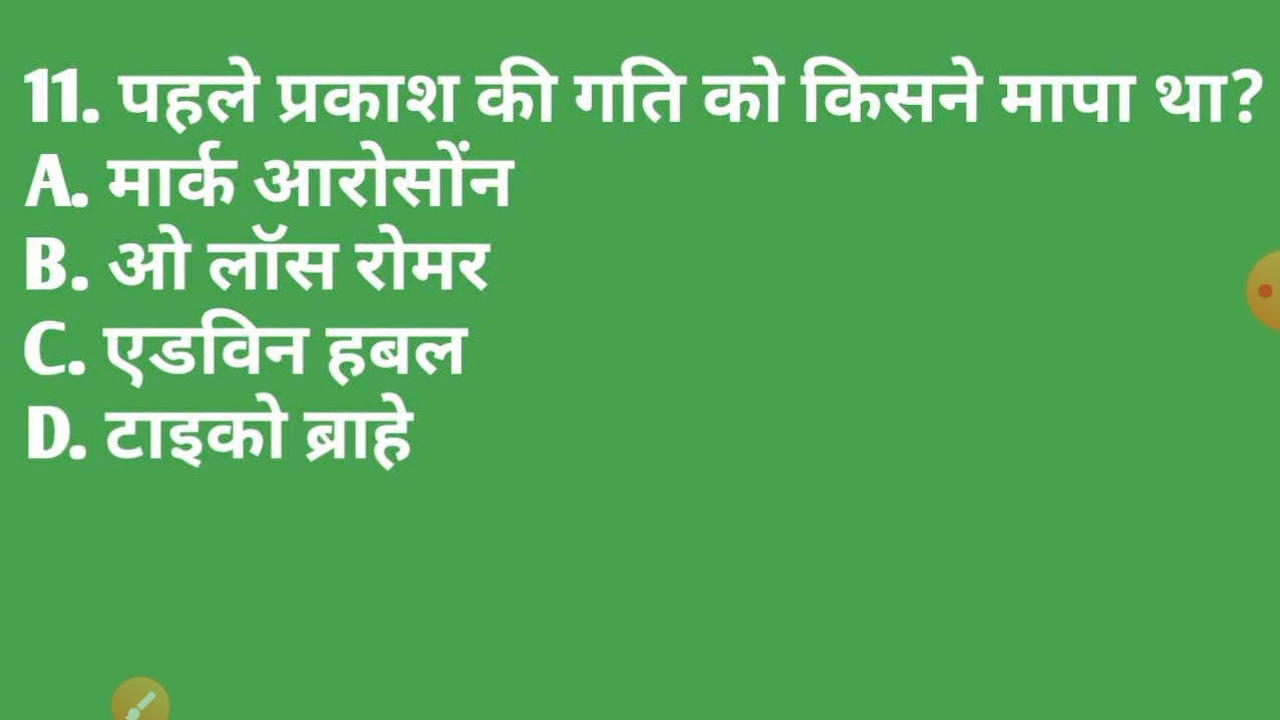 11. पहले प्रकाश की गति को किसने मापा था?
A. मार्क आरोसोंन
B. ओ लॉस रोमर
C. एडविन हबल
D. टाइको ब्राहे